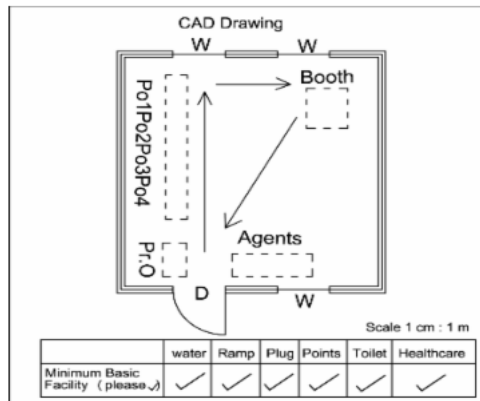 CAD Drawing
W W
Booth
Po1Po2Po3Po4
Agents
Pr.O
D
W
Scale 1 cm : 1 m
water Ramp Plug Points Toilet Healthcare
Minimum Basic
Facility ( please ✓)
✓ ✓ ✓ ✓ ✓ ✓